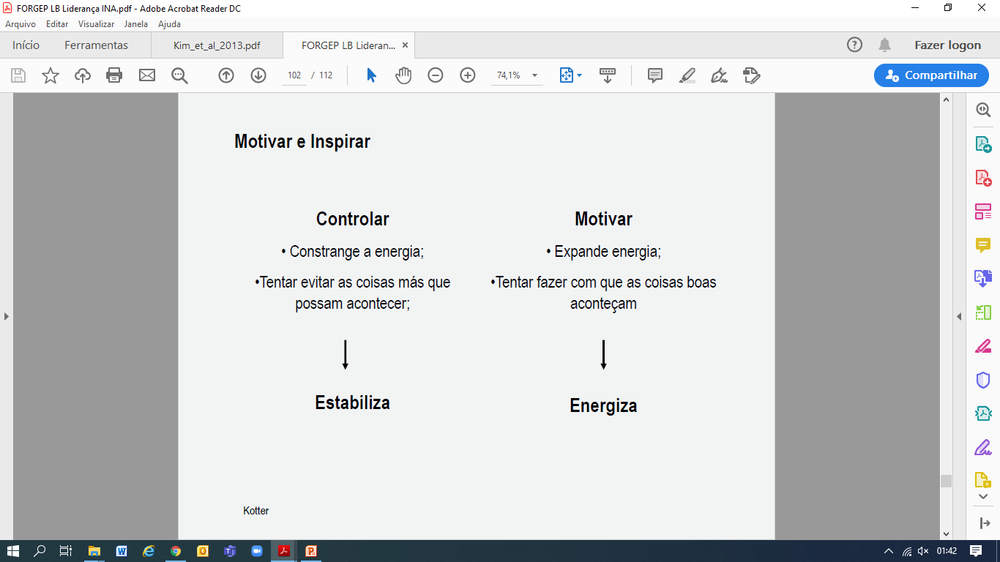 FORGEP LB Liderança INA.pdf - Adobe Acrobat Reader DC
Arquivo Editar Visualizar Janela Ajuda
Início Ferramentas Kim_et_al_2013.pdf FORGEP LB Lideran... × Fazer logon
102 / 112 74,1% Compartilhar
Motivar e Inspirar
Controlar
• Constrange a energia;
•Tentar evitar as coisas más que
possam acontecer;
Estabiliza
Motivar
• Expande energia;
•Tentar fazer com que as coisas boas
aconteçam
Energiza
Kotter
01:42